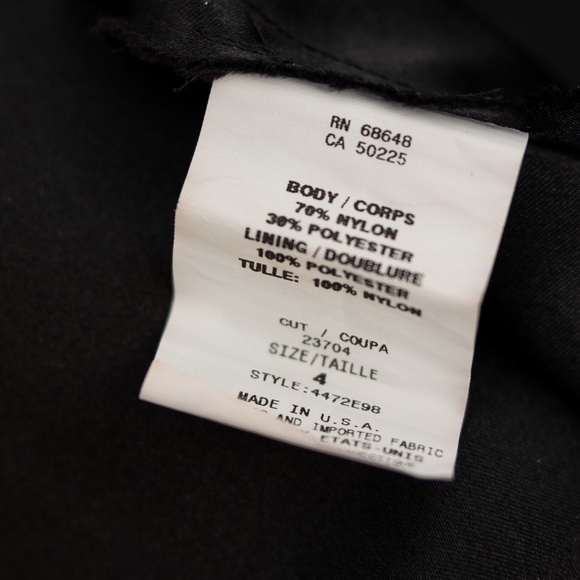 RN 68648
CA 50225
BODY / CORPS
70% NYLON
30% POLYESTER
LINING / DOUBLURE
100% POLYESTER
TULLE: 100% NYLON
CUT / COUPA
23704
SIZE/TAILLE
4
STYLE:4472E98
MADE IN U.S.A.
AND IMPORTED FABRIC
ETATS-UNIS